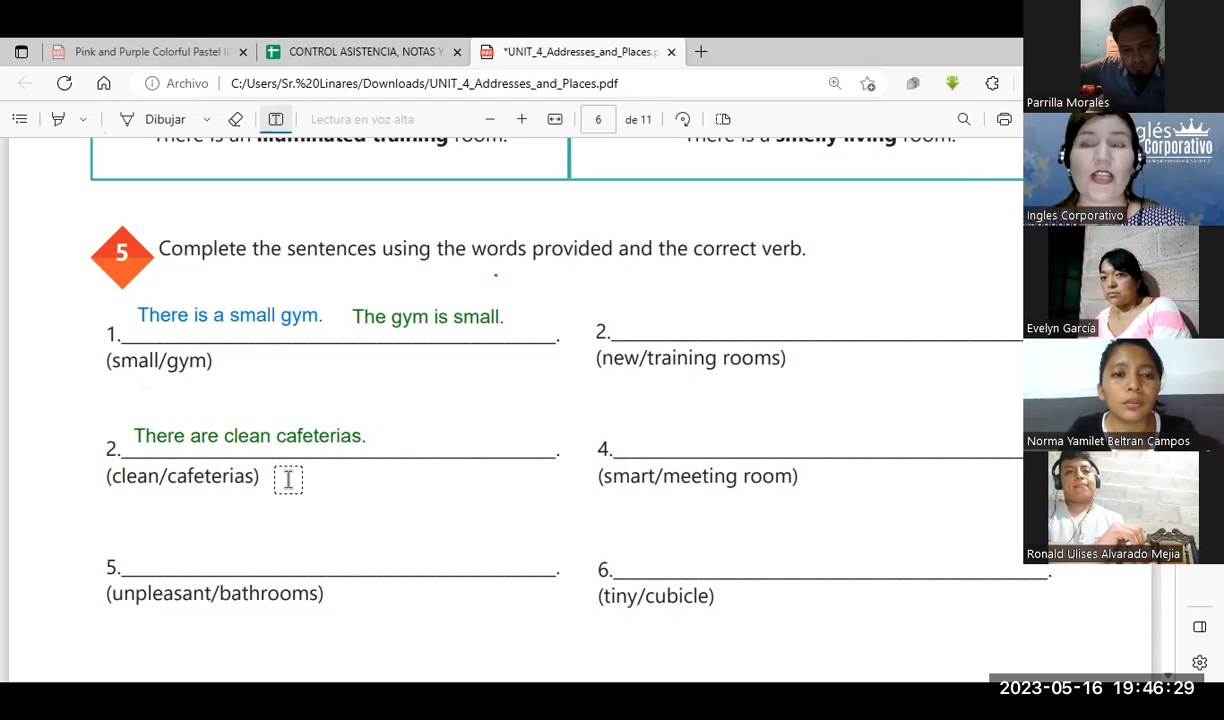 Pink and Purple Colorful Pastel
CONTROL ASISTENCIA, NOTAS Y
*UNIT_4_Addresses_and_Places.p
Archivo
C:/Users/Sr.%20Linares/Downloads/UNIT_4_Addresses_and_Places.pdf
Dibujar
Lectura en voz alta
6
de 11
There is an illuminated training room.
There is a smelly living room.
5
Complete the sentences using the words provided and the correct verb.
There is a small gym.
The gym is small.
1.
(small/gym)
2.
(new/training rooms)
There are clean cafeterias.
2.
(clean/cafeterias)
4.
(smart/meeting room)
5.
(unpleasant/bathrooms)
6.
(tiny/cubicle)
Parrilla Morales
glés
Corporativo
Ingles Corporativo
Evelyn García
Norma Yamilet Beltran Campos
Ronald Ulises Alvarado Mejia
2023-05-16 19:46:29